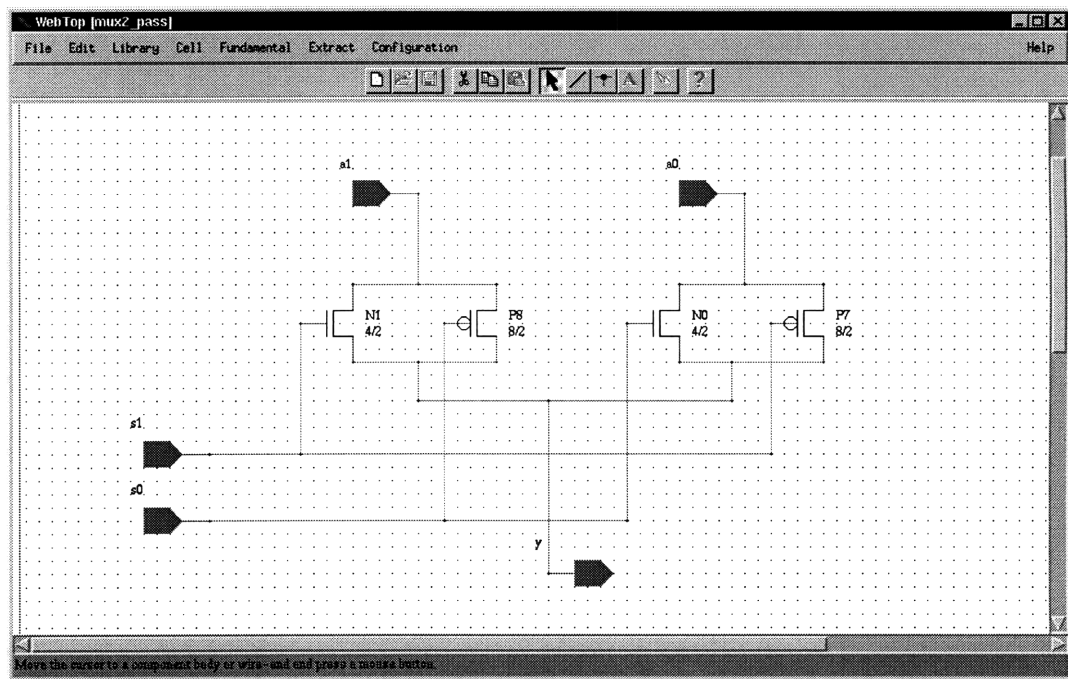 WebTop [mux2_pass]
File Edit Library Cell Fundamental Extract Configuration Help
A ?
a1 a0
N1 P8 N0 P7
4/2 8/2 4/2 8/2
s1
s0
y
Move the cursor to a component body or wire-end end press a mouse button.